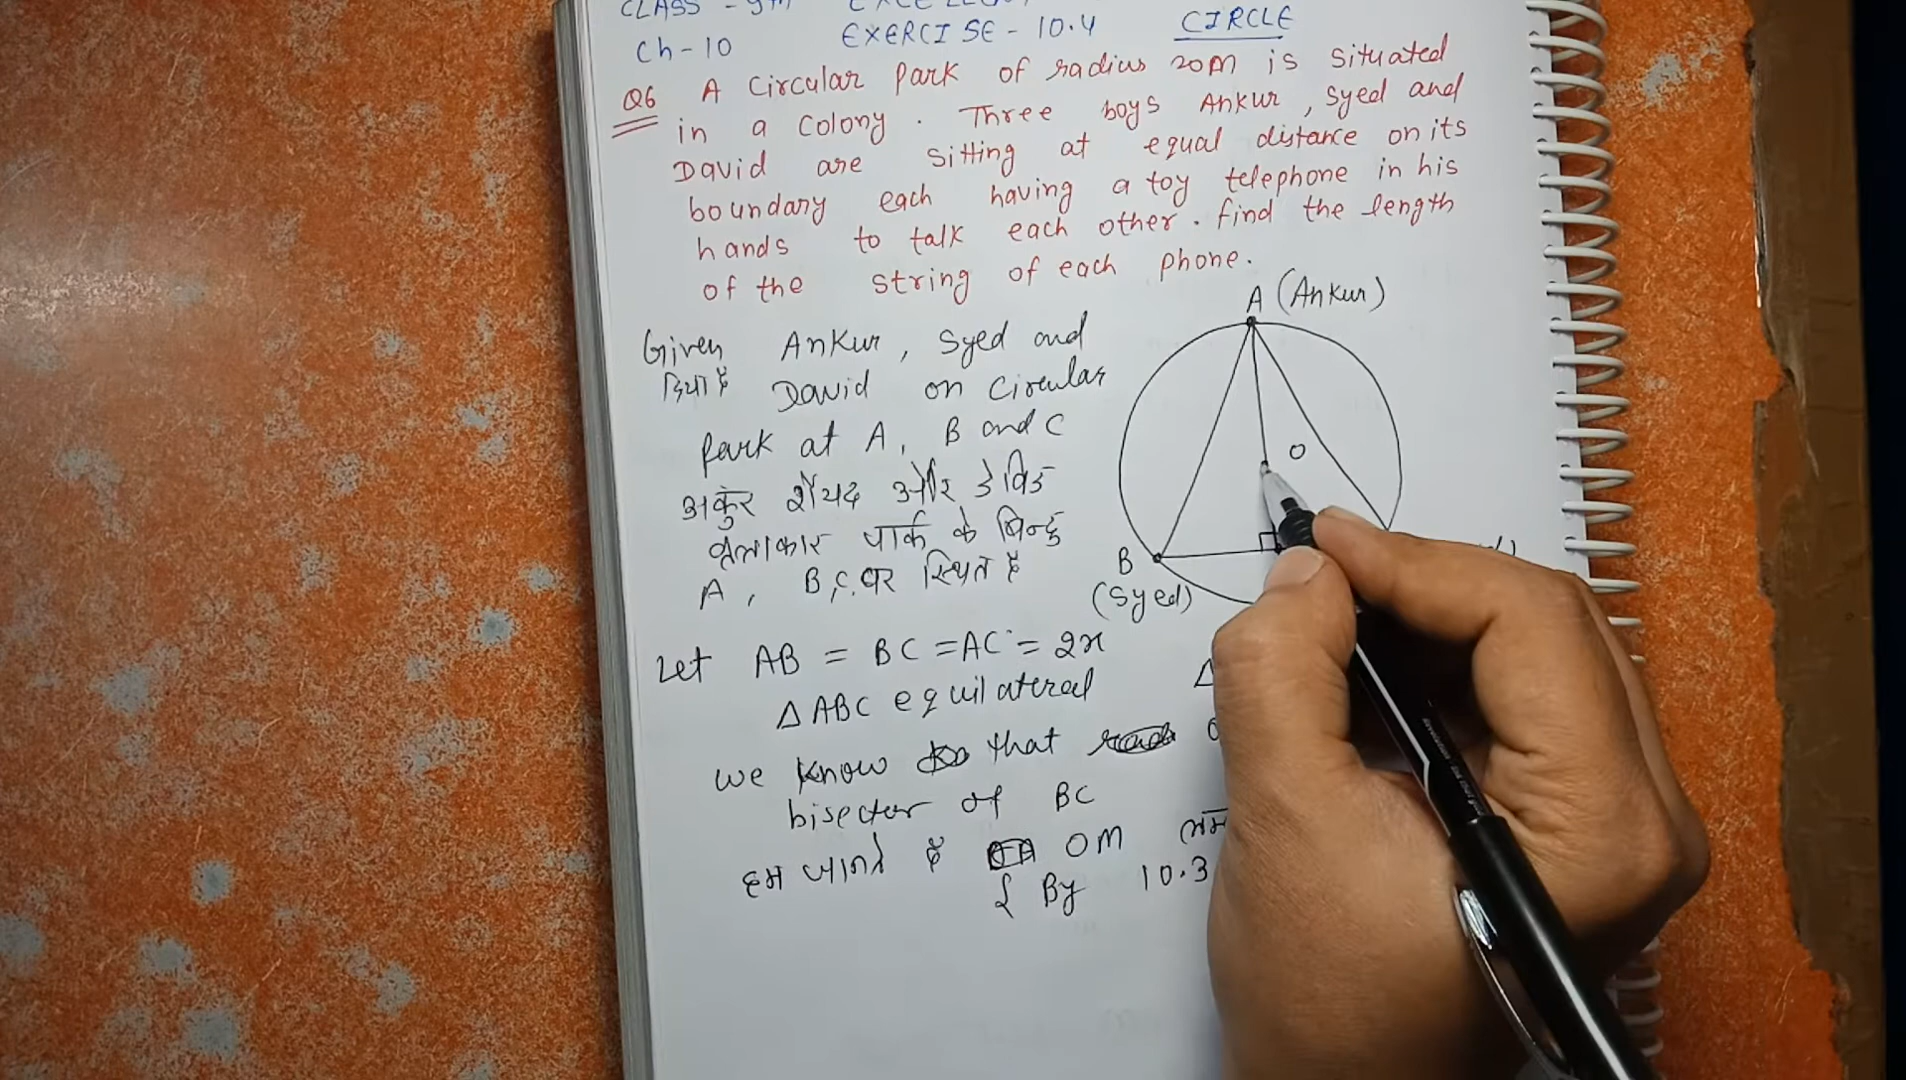 CLASS - 9th
Ch-10 EXERCISE - 10.4 CIRCLE
Q6 A Circular Park of radius 20m is situated
in a Colony. Three boys Ankur, Syed and
David are sitting at equal distance on its
boundary each having a toy telephone in his
hands to talk each other. find the length
of the string of each phone.
A (Ankur)
Given Ankur, Syed and
दिया है David on Circular
Park at A, B and C
O
अंकुर शैयद और डेविड
वृत्ताकार पार्क के बिन्दु
A, B, C पर स्थित है
B
(Syed)
Let AB = BC = AC = 2x
△ABC equilateral
△
we know that
bisector of BC
हम जानते है OM
{ By 10.3